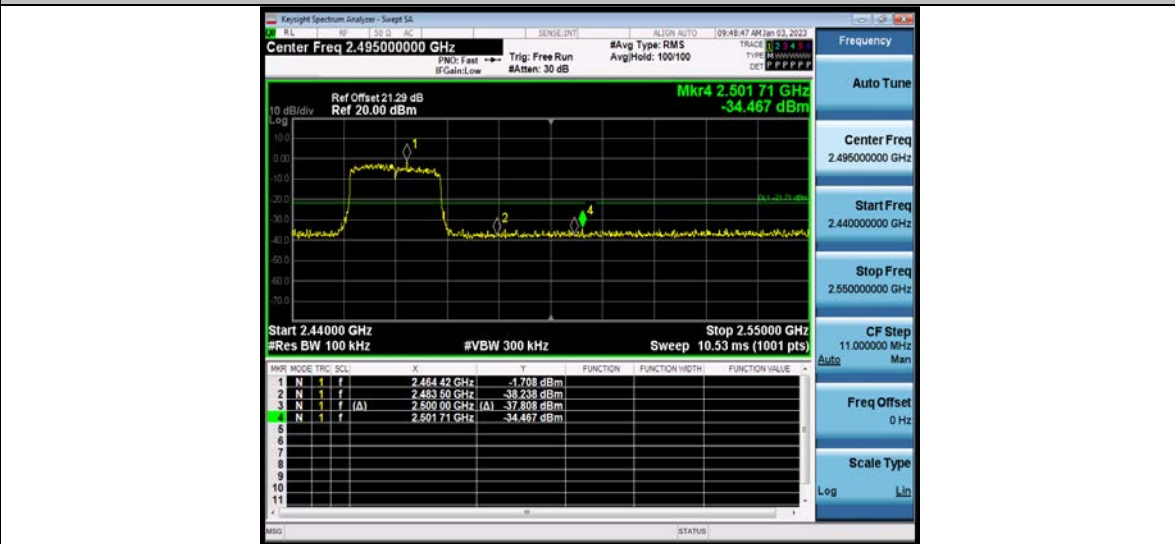 Keysight Spectrum Analyzer - Swept SA
RL RF 50 Ω AC SENSE:INT ALIGN AUTO 09:48:47 AM Jan 03, 2023
Center Freq 2.495000000 GHz
PNO: Fast
IFGain:Low
Trig: Free Run
#Atten: 30 dB
#Avg Type: RMS
Avg|Hold: 100/100
TRACE 1 2 3 4 5 6
TYPE M W W W W W
DET P P P P P P
Ref Offset 21.29 dB
10 dB/div Ref 20.00 dBm
Log
Mkr4 2.501 71 GHz
-34.467 dBm
10.0
0.00
-10.0
-20.0
-30.0
-40.0
-50.0
-60.0
-70.0
1
2
4
DL1 -21.71 dBm
Start 2.44000 GHz Stop 2.55000 GHz
#Res BW 100 kHz #VBW 300 kHz Sweep 10.53 ms (1001 pts)
MKR MODE TRC SCL X Y FUNCTION FUNCTION WIDTH FUNCTION VALUE
1 N 1 f 2.464 42 GHz -1.708 dBm
2 N 1 f 2.483 50 GHz -38.238 dBm
3 N 1 f (Δ) 2.500 00 GHz (Δ) -37.808 dBm
4 N 1 f 2.501 71 GHz -34.467 dBm
5
6
7
8
9
10
11
MSG STATUS
Frequency
Auto Tune
Center Freq
2.495000000 GHz
Start Freq
2.440000000 GHz
Stop Freq
2.550000000 GHz
CF Step
11.000000 MHz
Auto Man
Freq Offset
0 Hz
Scale Type
Log Lin